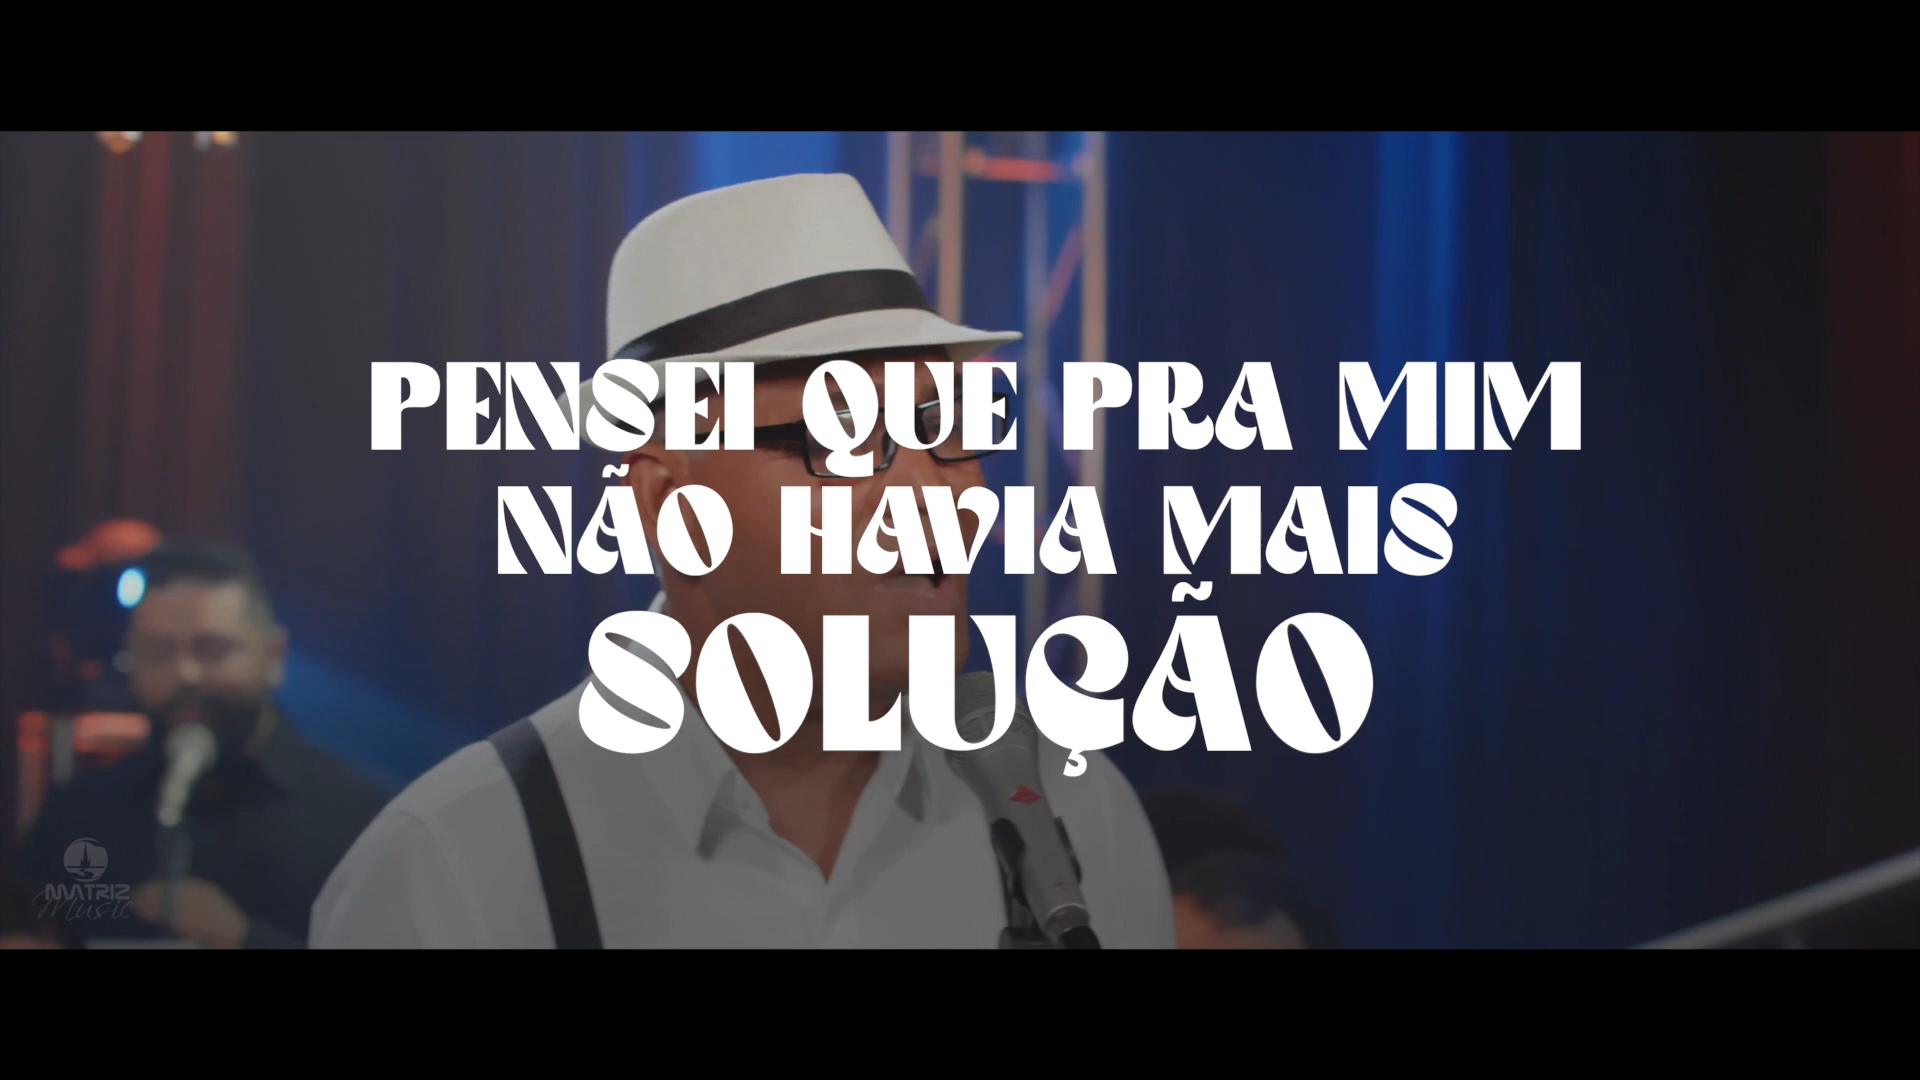 PENSEI QUE PRA MIM
NÃO HAVIA MAIS
SOLUÇÃO
MATRIZ
Music